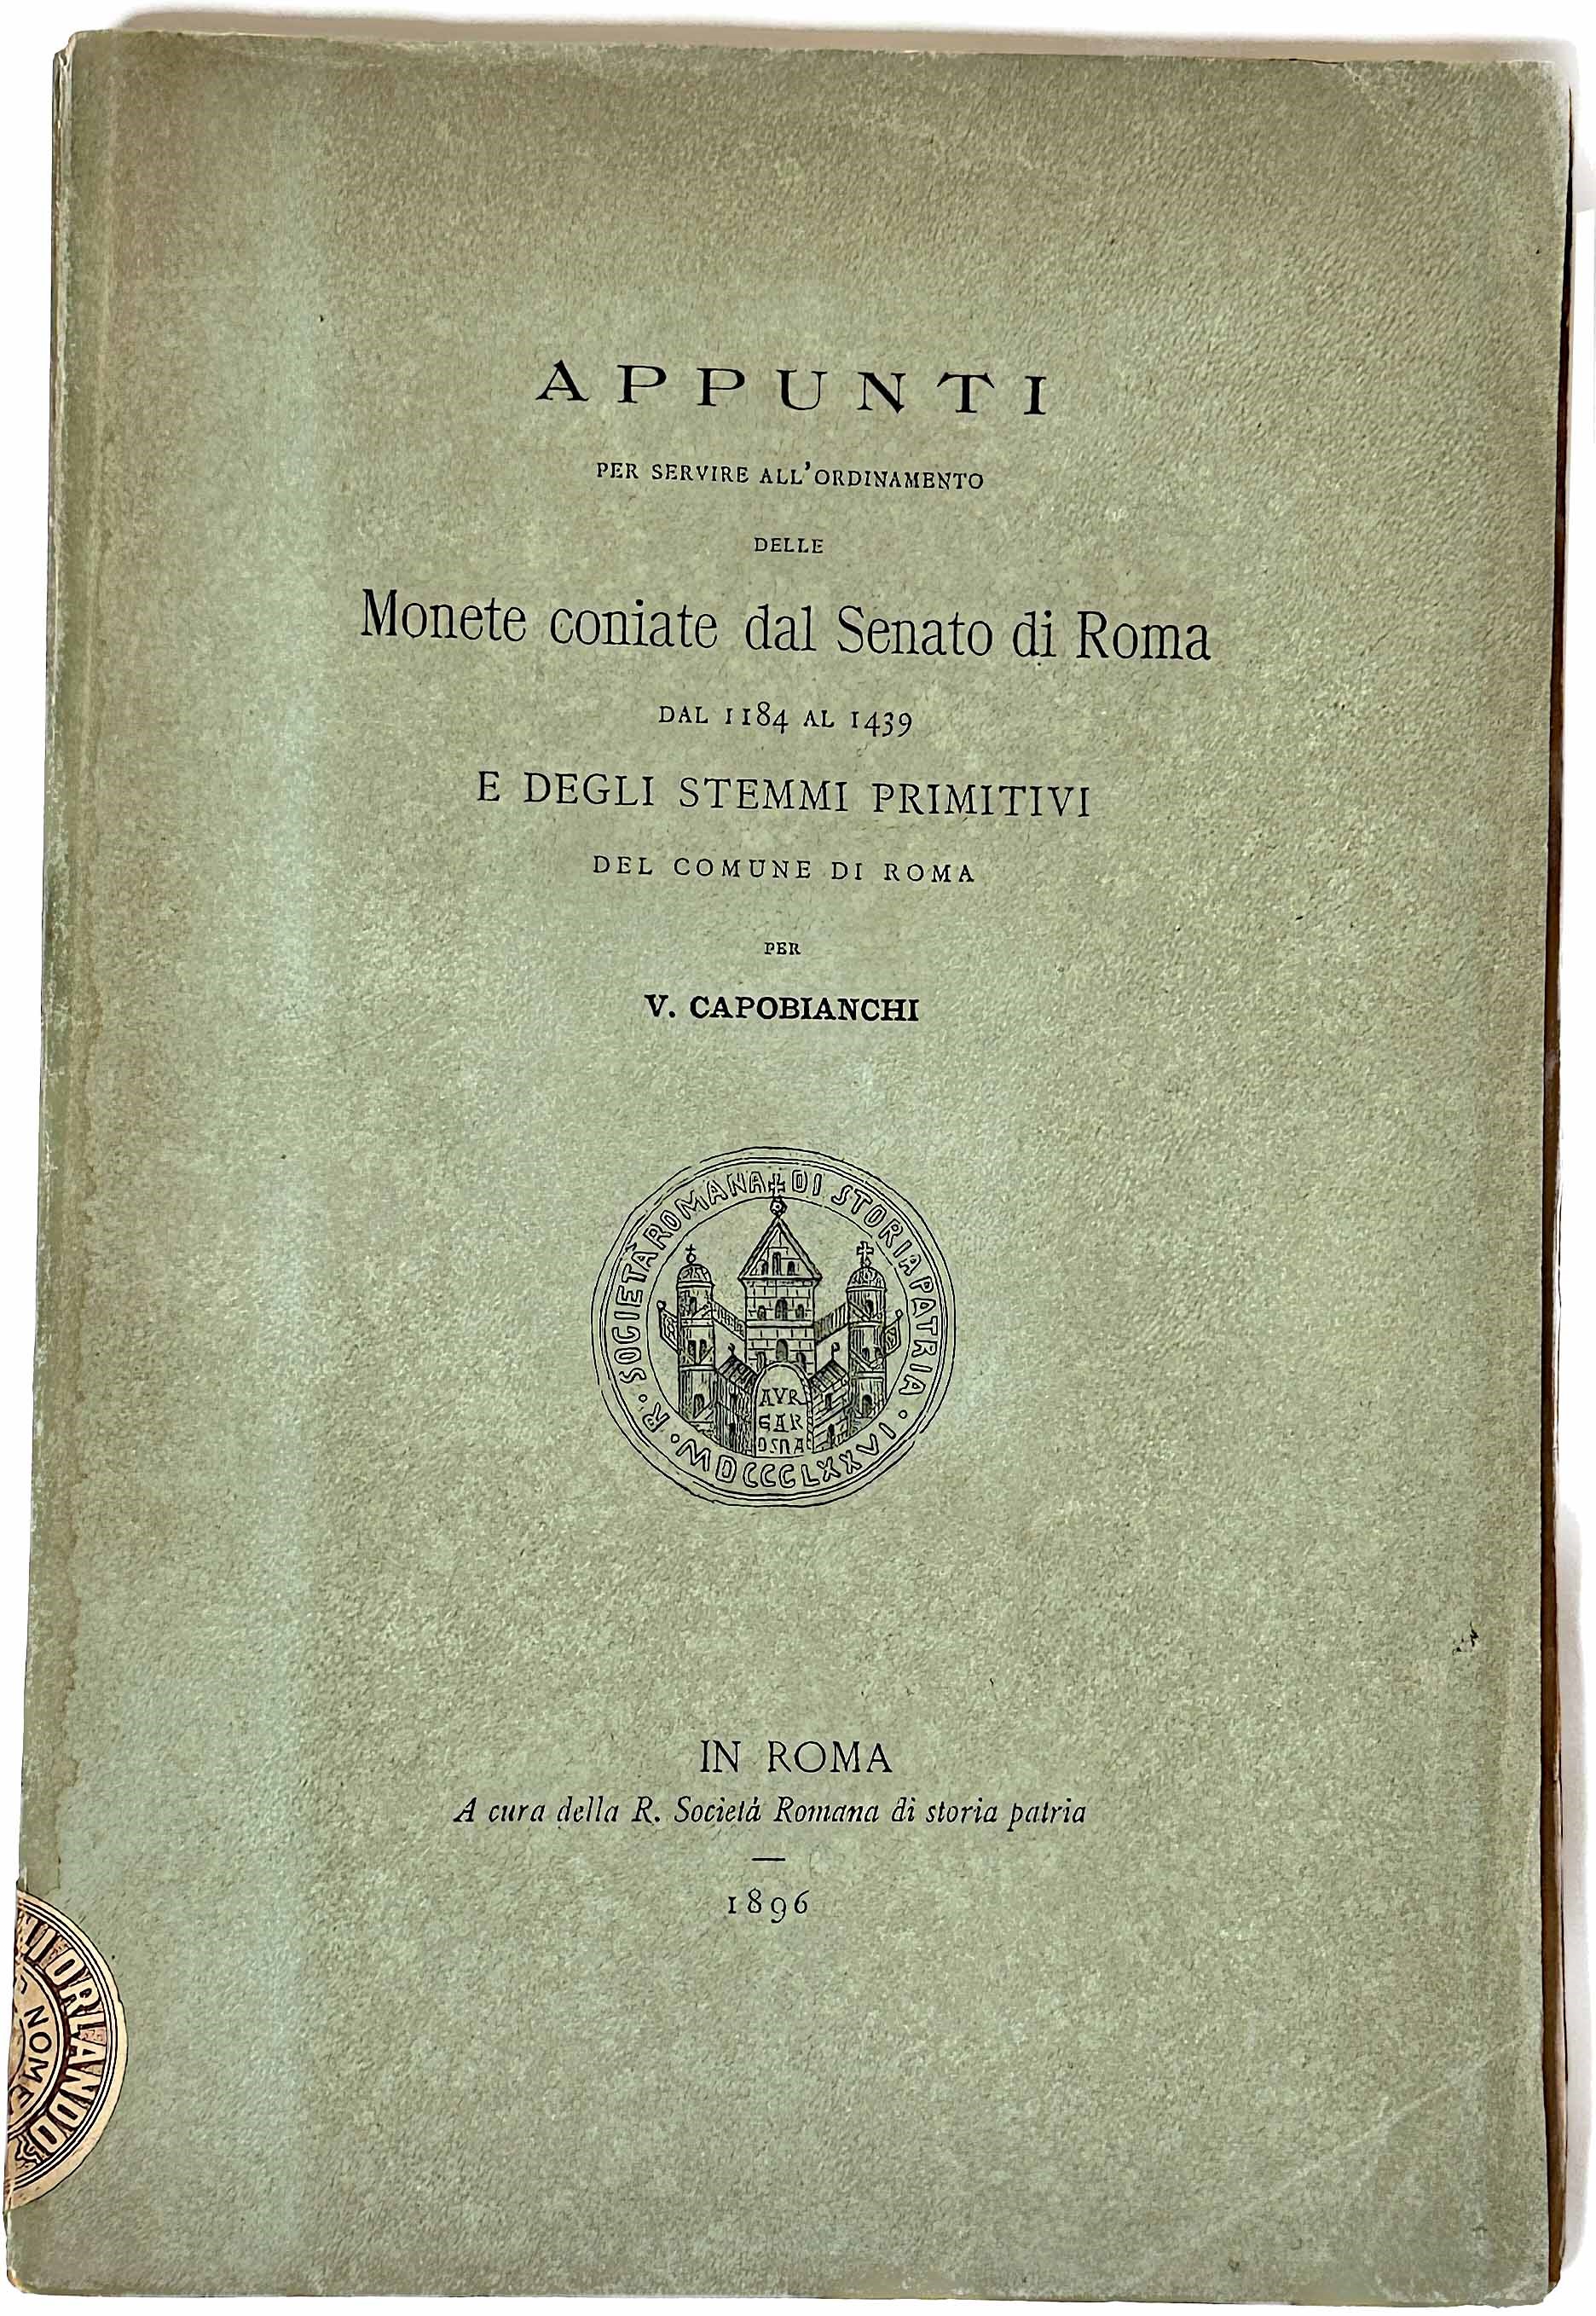 APPUNTI
PER SERVIRE ALL'ORDINAMENTO
DELLE
Monete coniate dal Senato di Roma
DAL 1184 AL 1439
E DEGLI STEMMI PRIMITIVI
DEL COMUNE DI ROMA
PER
V. CAPOBIANCHI
R · SOCIETÀ ROMANA DI STORIA PATRIA · MDCCCLXXVI ·
AVR
IN ROMA
A cura della R. Società Romana di storia patria
1896
ORLANDO